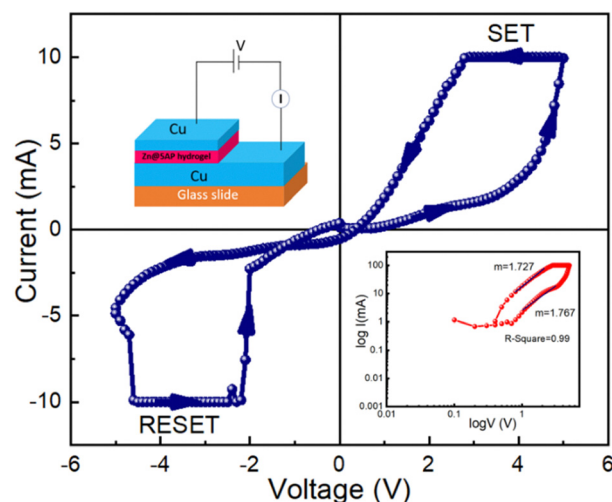 SET
V
I
Cu
Zn@SAP hydrogel
Cu
Glass slide
RESET
Current (mA)
10
5
0
-5
-10
-6
-4
-2
0
2
4
6
Voltage (V)
log I(mA)
100
10
1
0.1
0.01
0.001
m=1.727
m=1.767
R-Square=0.99
0.01
0.1
1
logV (V)